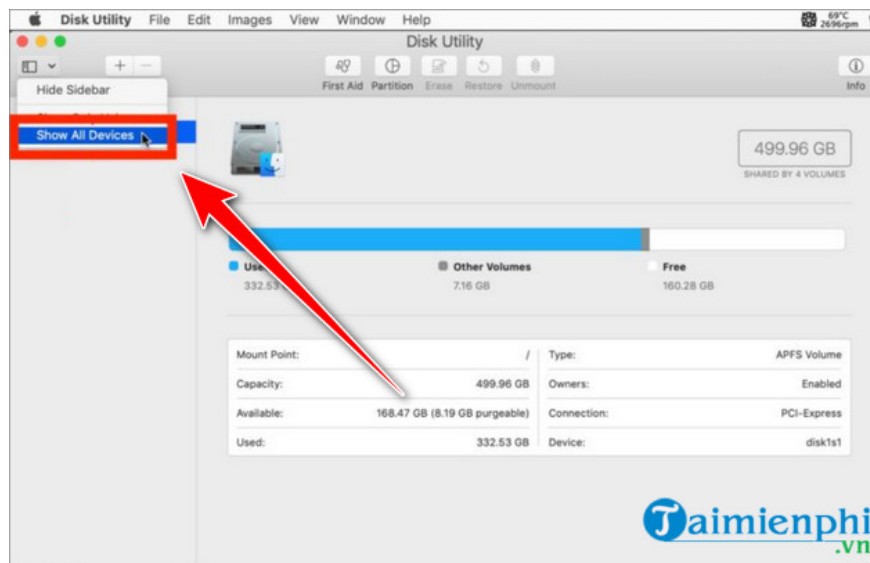 Disk Utility File Edit Images View Window Help 69°C
2696rpm
Disk Utility
First Aid Partition Erase Restore Unmount Info
Hide Sidebar
Show All Devices
499.96 GB
SHARED BY 4 VOLUMES
Other Volumes Free
7.16 GB 160.28 GB
Mount Point: / Type: APFS Volume
Capacity: 499.96 GB Owners: Enabled
Available: 168.47 GB (8.19 GB purgeable) Connection: PCI-Express
Used: 332.53 GB Device: disk1s1
Taimienphi
.vn